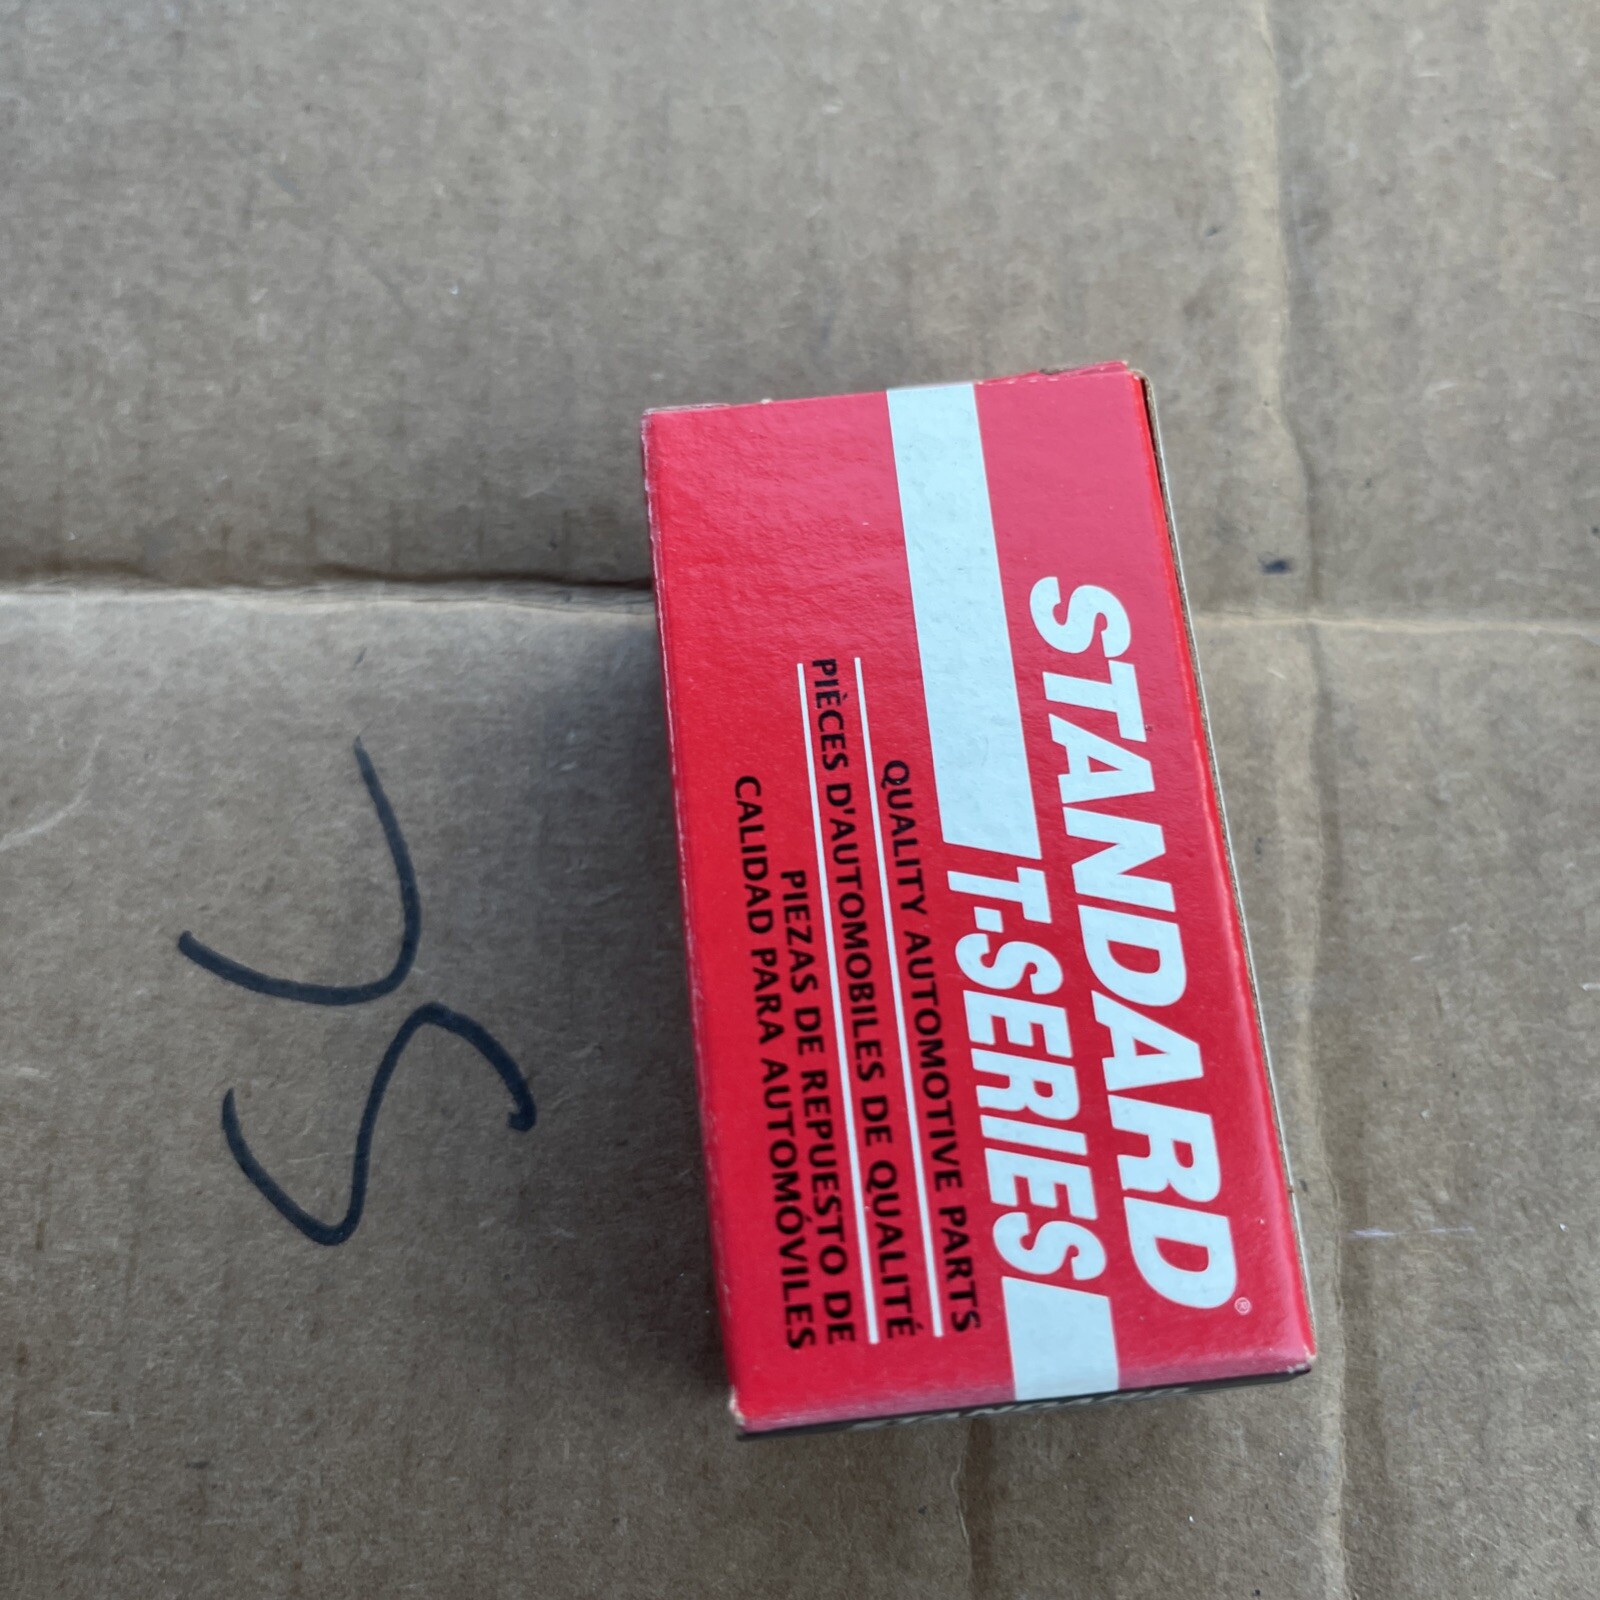 STANDARD®
T-SERIES
QUALITY AUTOMOTIVE PARTS
PIÈCES D'AUTOMOBILES DE QUALITÉ
PIEZAS DE REPUESTO DE
CALIDAD PARA AUTOMÓVILES